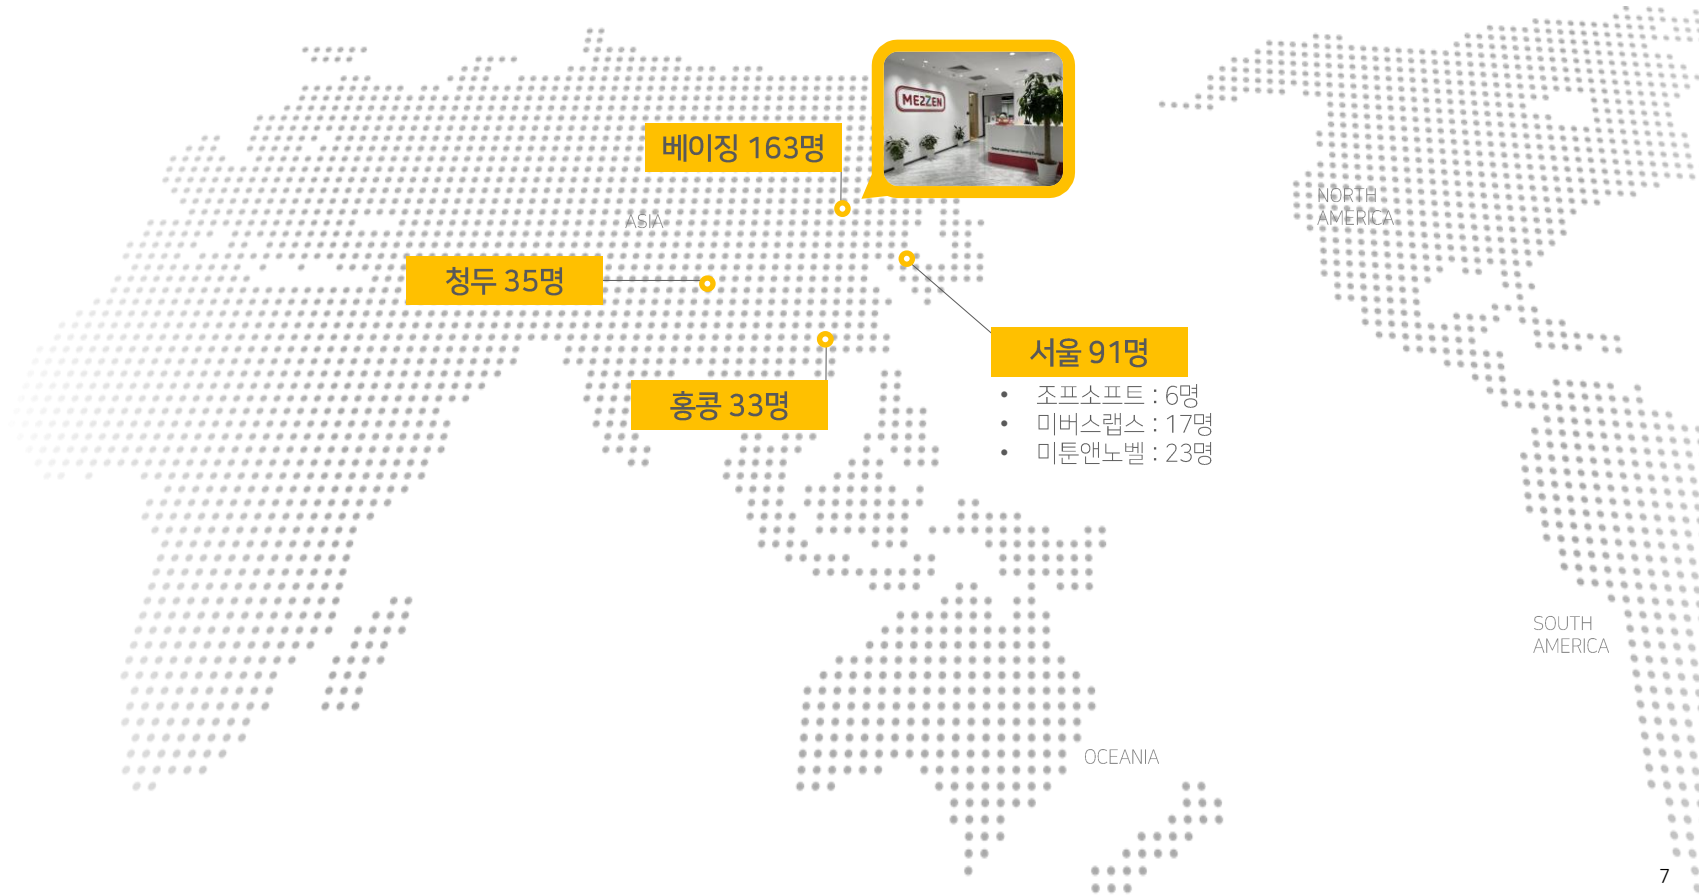 MEZZEN
베이징 163명
ASIA
NORTH
AMERICA
청두 35명
서울 91명
• 조프소프트 : 6명
• 미버스랩스 : 17명
• 미툰앤노벨 : 23명
홍콩 33명
SOUTH
AMERICA
OCEANIA
7